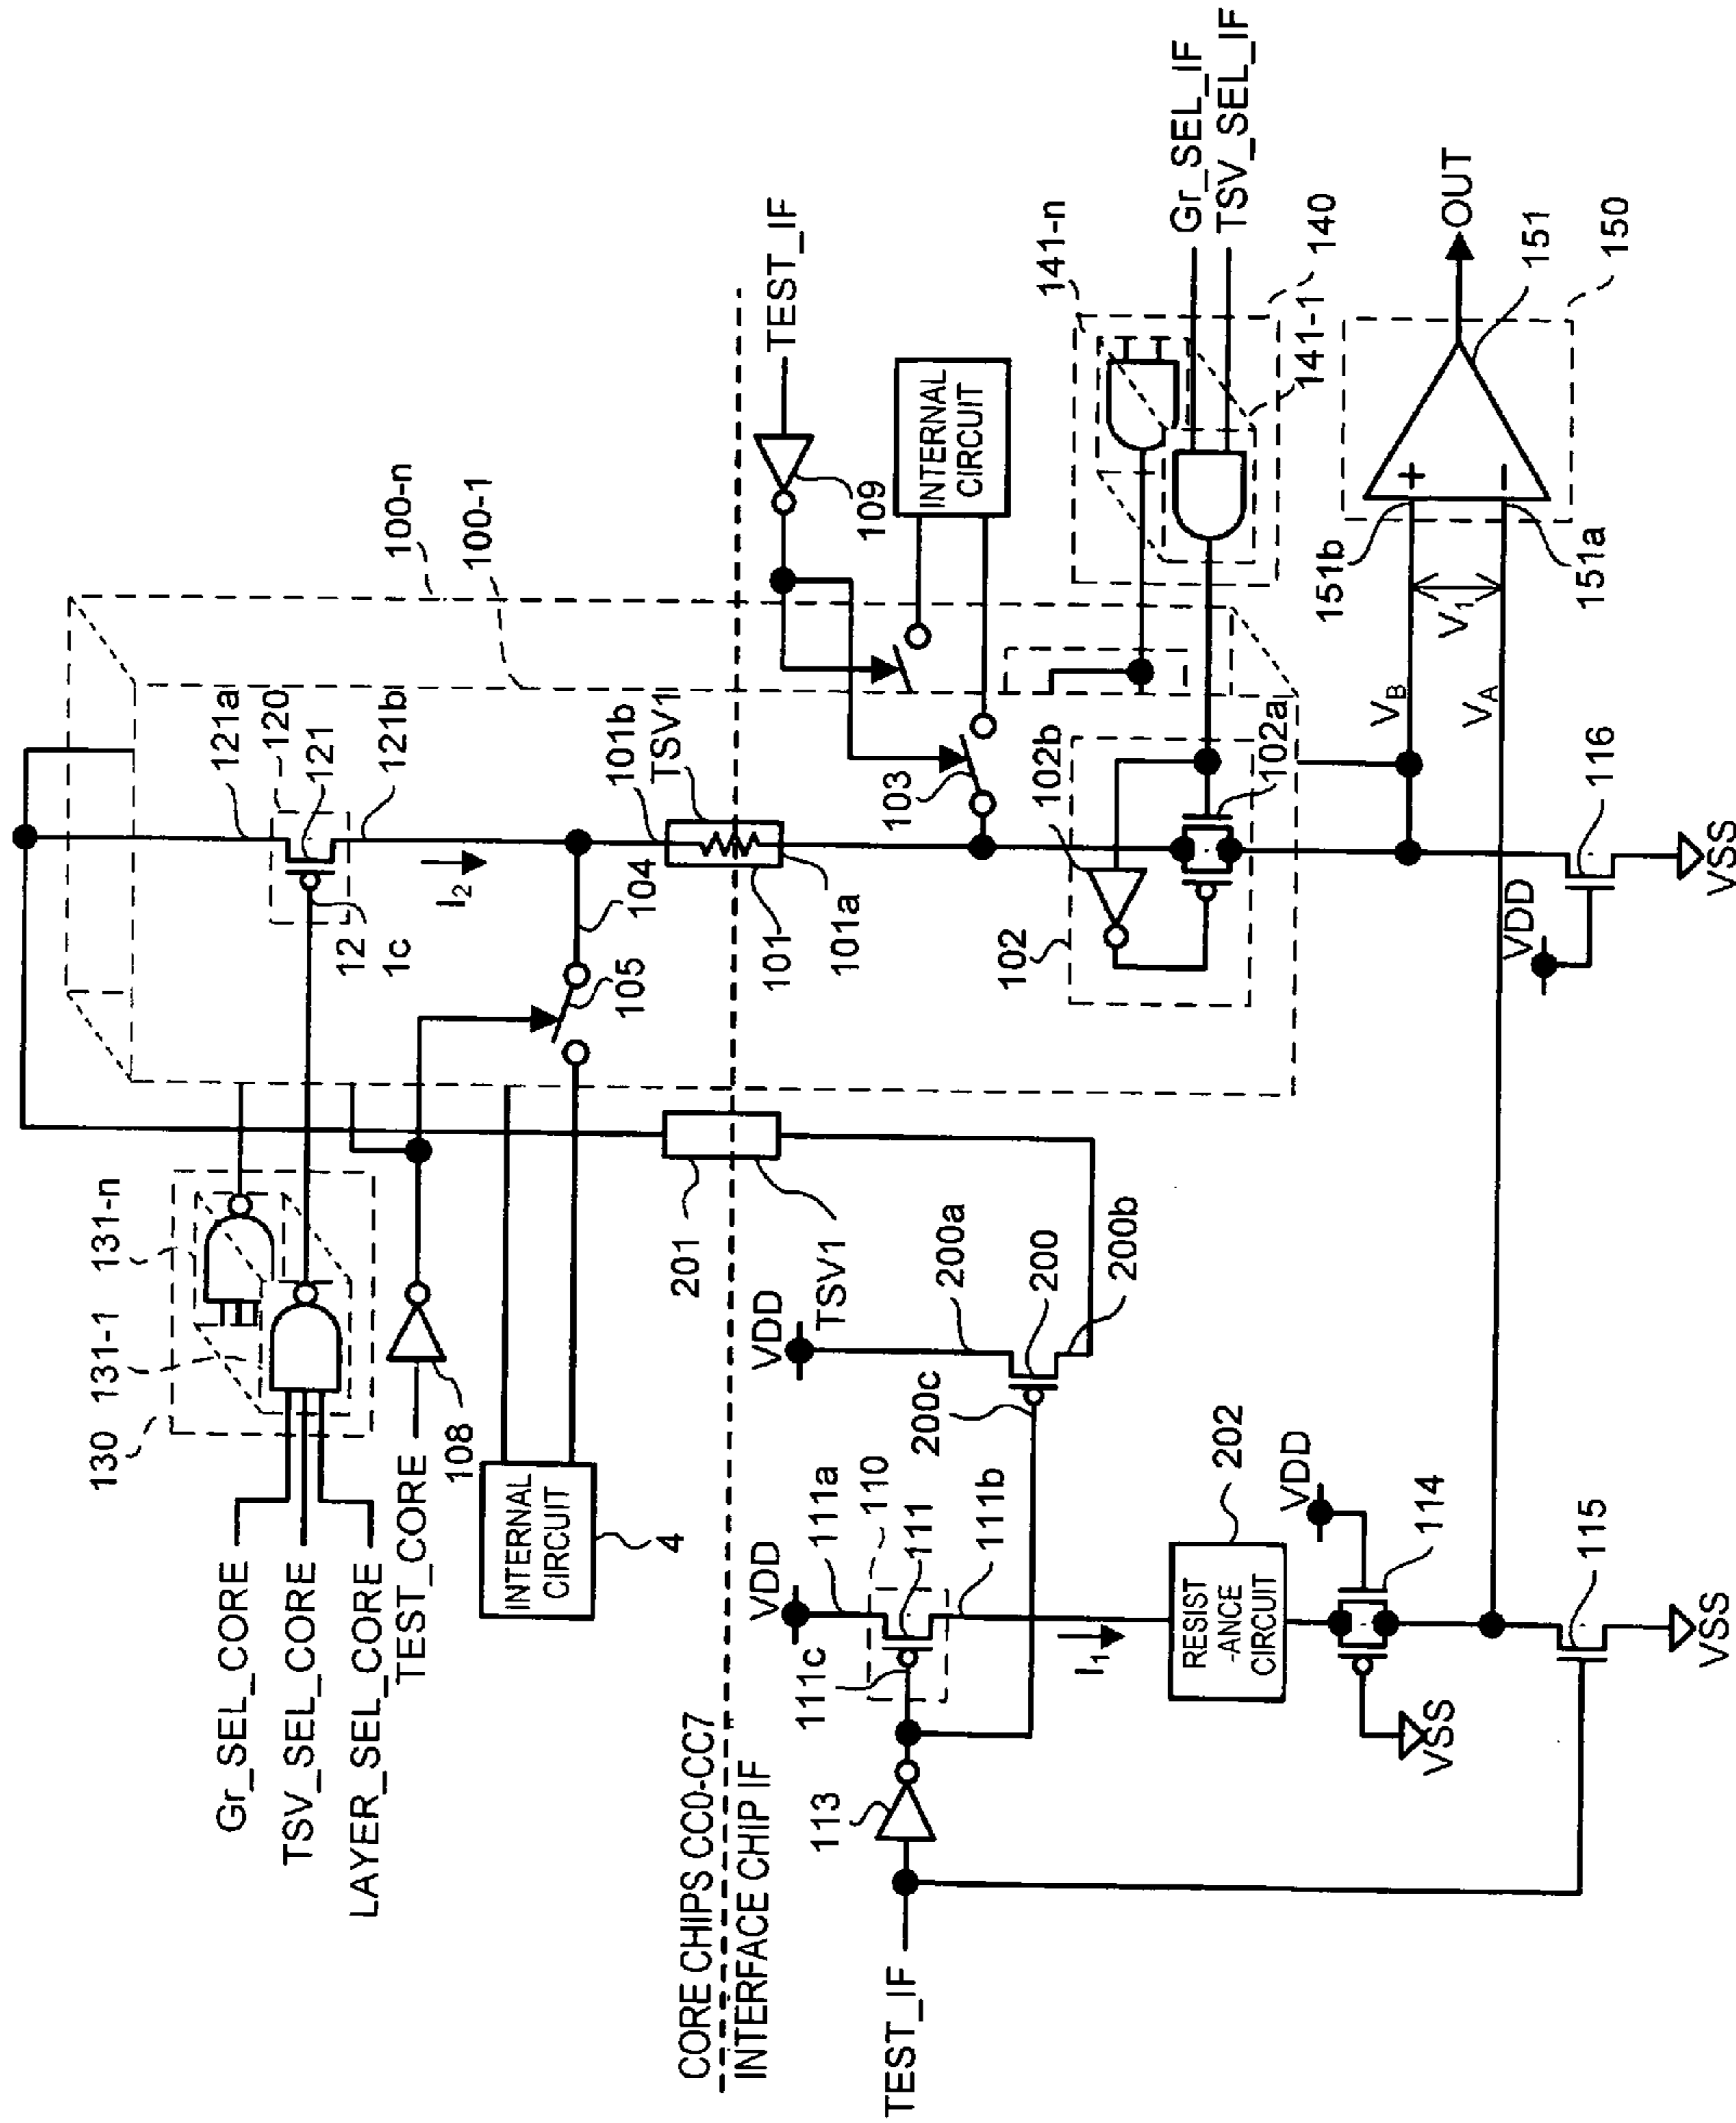 100-n
100-1
121a
120
121
121b
I2
12
1c
130
131-1
131-n
Gr_SEL_CORE
TSV_SEL_CORE
LAYER_SEL_CORE
TEST_CORE
108
INTERNAL
CIRCUIT
4
104
105
101b
TSV1
101
101a
201
TSV1
CORE CHIPS CC0-CC7
INTERFACE CHIP IF
TEST_IF
109
INTERNAL
CIRCUIT
103
102
102b
102a
141-n
Gr_SEL_IF
TSV_SEL_IF
140
141-1
VDD
111a
110
111
111c
111b
I1
113
TEST_IF
VDD
200a
200
200b
200c
RESIST
-ANCE
CIRCUIT
202
VDD
114
VSS
115
VSS
VDD
116
VSS
VB
VA
V1
151b
151a
+
−
OUT
151
150